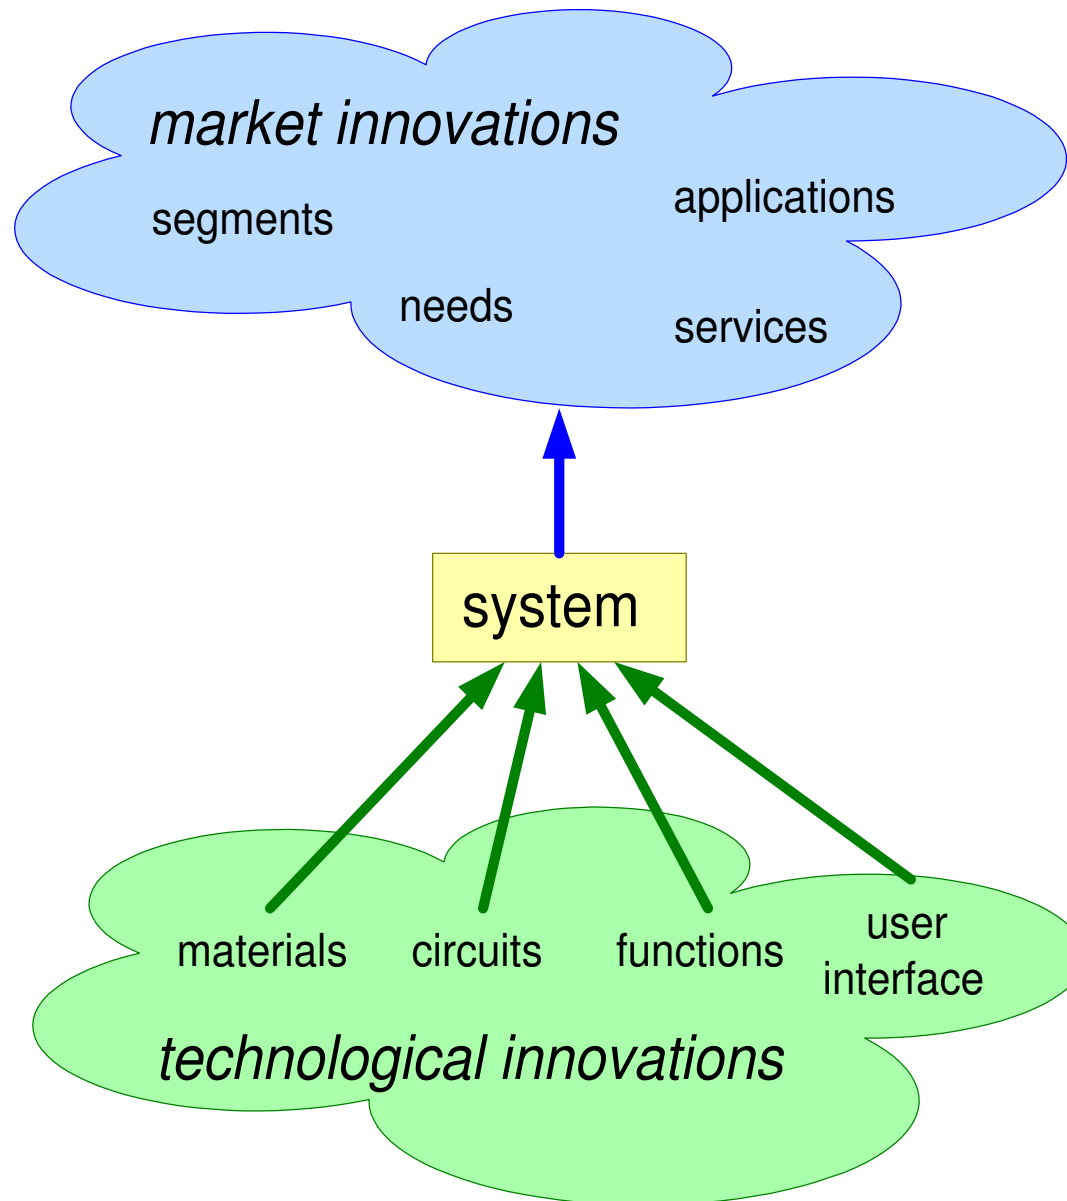 market innovations
segments
applications
needs
services
system
materials
circuits
functions
user
interface
technological innovations